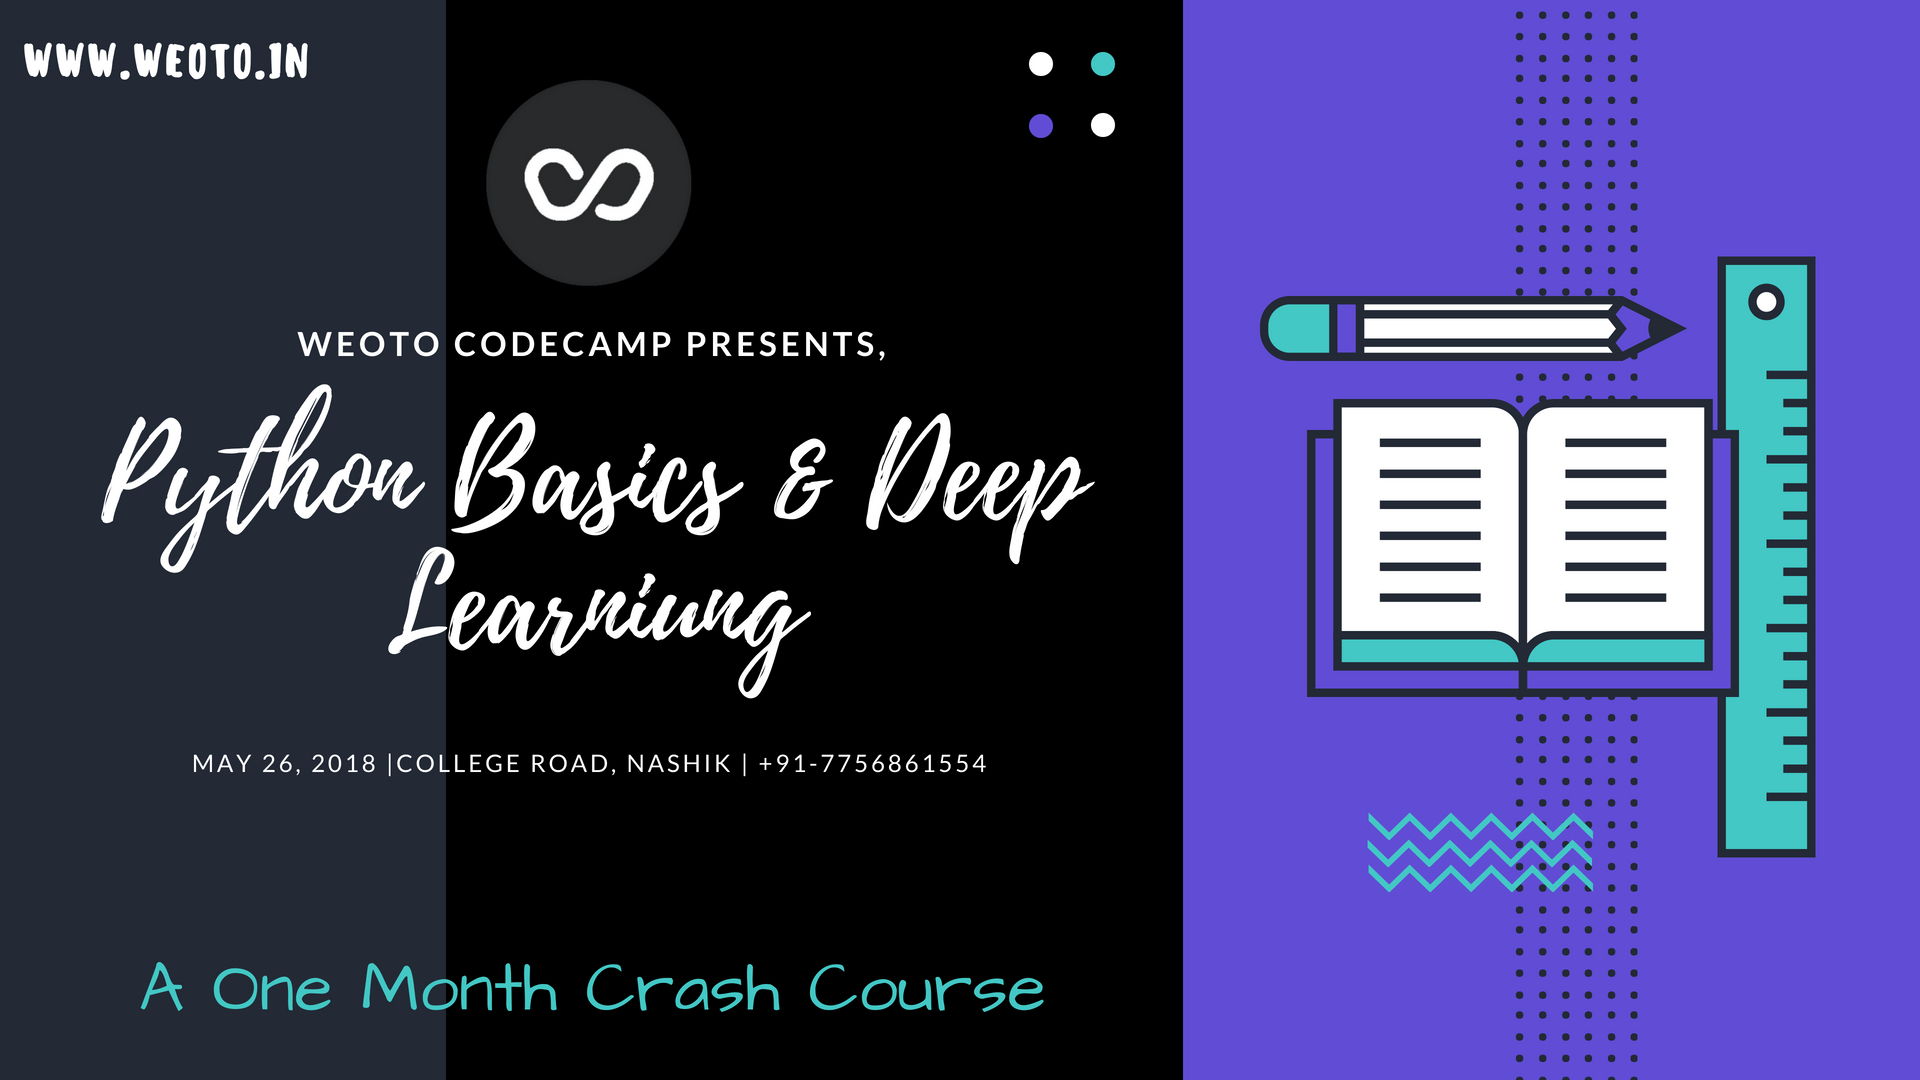 WWW.WEOTO.IN
WEOTO CODECAMP PRESENTS,
Python Basics & Deep
Learniung
MAY 26, 2018 |COLLEGE ROAD, NASHIK | +91-7756861554
A One Month Crash Course